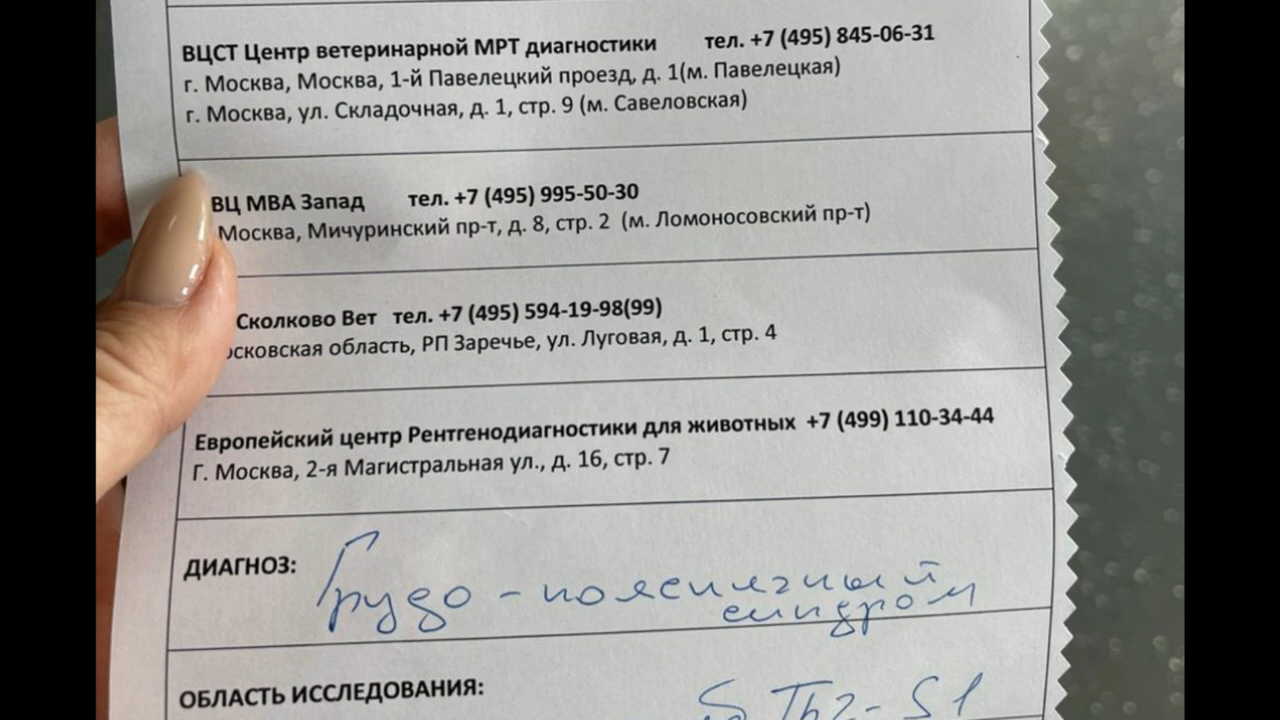 ВЦСТ Центр ветеринарной МРТ диагностики тел. +7 (495) 845-06-31
г. Москва, Москва, 1-й Павелецкий проезд, д. 1(м. Павелецкая)
г. Москва, ул. Складочная, д. 1, стр. 9 (м. Савеловская)
ВЦ МВА Запад тел. +7 (495) 995-50-30
Москва, Мичуринский пр-т, д. 8, стр. 2 (м. Ломоносовский пр-т)
Сколково Вет тел. +7 (495) 594-19-98(99)
область, РП Заречье, ул. Луговая, д. 1, стр. 4
Европейский центр Рентгенодиагностики для животных +7 (499) 110-34-44
Г. Москва, 2-я Магистральная ул., д. 16, стр. 7
ДИАГНОЗ: Грудо-поясничный
синдром
ОБЛАСТЬ ИССЛЕДОВАНИЯ: S1